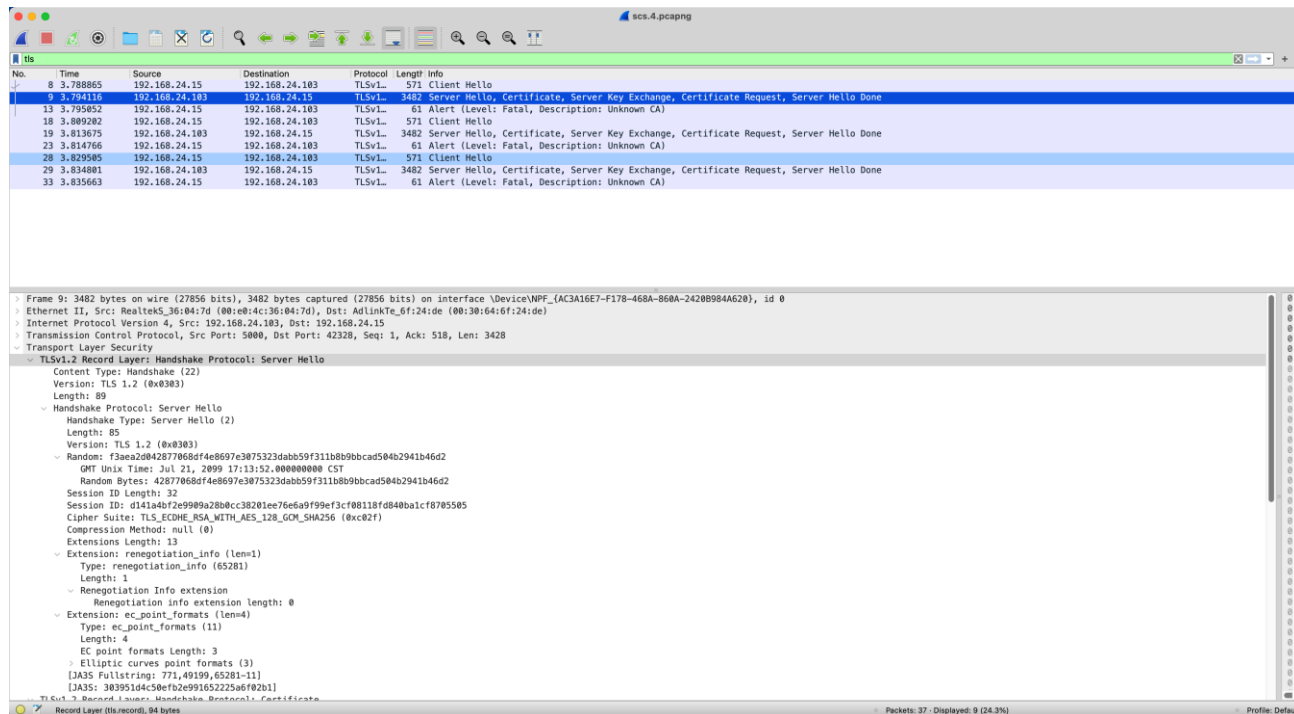 scs.4.pcapng
tls
No. Time Source Destination Protocol Length Info
8 3.788865 192.168.24.15 192.168.24.103 TLSv1… 571 Client Hello
9 3.794116 192.168.24.103 192.168.24.15 TLSv1… 3482 Server Hello, Certificate, Server Key Exchange, Certificate Request, Server Hello Done
13 3.795052 192.168.24.15 192.168.24.103 TLSv1… 61 Alert (Level: Fatal, Description: Unknown CA)
18 3.809202 192.168.24.15 192.168.24.103 TLSv1… 571 Client Hello
19 3.813675 192.168.24.103 192.168.24.15 TLSv1… 3482 Server Hello, Certificate, Server Key Exchange, Certificate Request, Server Hello Done
23 3.814766 192.168.24.15 192.168.24.103 TLSv1… 61 Alert (Level: Fatal, Description: Unknown CA)
28 3.829505 192.168.24.15 192.168.24.103 TLSv1… 571 Client Hello
29 3.834801 192.168.24.103 192.168.24.15 TLSv1… 3482 Server Hello, Certificate, Server Key Exchange, Certificate Request, Server Hello Done
33 3.835663 192.168.24.15 192.168.24.103 TLSv1… 61 Alert (Level: Fatal, Description: Unknown CA)
Frame 9: 3482 bytes on wire (27856 bits), 3482 bytes captured (27856 bits) on interface \Device\NPF_{AC3A16E7-F178-468A-860A-2420B984A620}, id 0
Ethernet II, Src: RealtekS_36:04:7d (00:e0:4c:36:04:7d), Dst: AdlinkTe_6f:24:de (00:30:64:6f:24:de)
Internet Protocol Version 4, Src: 192.168.24.103, Dst: 192.168.24.15
Transmission Control Protocol, Src Port: 5000, Dst Port: 42328, Seq: 1, Ack: 518, Len: 3428
Transport Layer Security
TLSv1.2 Record Layer: Handshake Protocol: Server Hello
Content Type: Handshake (22)
Version: TLS 1.2 (0x0303)
Length: 89
Handshake Protocol: Server Hello
Handshake Type: Server Hello (2)
Length: 85
Version: TLS 1.2 (0x0303)
Random: f3aea2d042877068df4e8697e3075323dabb59f311b8b9bbcad504b2941b46d2
GMT Unix Time: Jul 21, 2099 17:13:52.000000000 CST
Random Bytes: 42877068df4e8697e3075323dabb59f311b8b9bbcad504b2941b46d2
Session ID Length: 32
Session ID: d141a4bf2e9909a28b0cc38201ee76e6a9f99ef3cf08118fd840ba1cf8705505
Cipher Suite: TLS_ECDHE_RSA_WITH_AES_128_GCM_SHA256 (0xc02f)
Compression Method: null (0)
Extensions Length: 13
Extension: renegotiation_info (len=1)
Type: renegotiation_info (65281)
Length: 1
Renegotiation Info extension
Renegotiation info extension length: 0
Extension: ec_point_formats (len=4)
Type: ec_point_formats (11)
Length: 4
EC point formats Length: 3
Elliptic curves point formats (3)
[JA3S Fullstring: 771,49199,65281-11]
[JA3S: 303951d4c50efb2e991652225a6f02b1]
TLSv1.2 Record Layer: Handshake Protocol: Certificate
Record Layer (tls.record), 94 bytes Packets: 37 · Displayed: 9 (24.3%) Profile: Defau